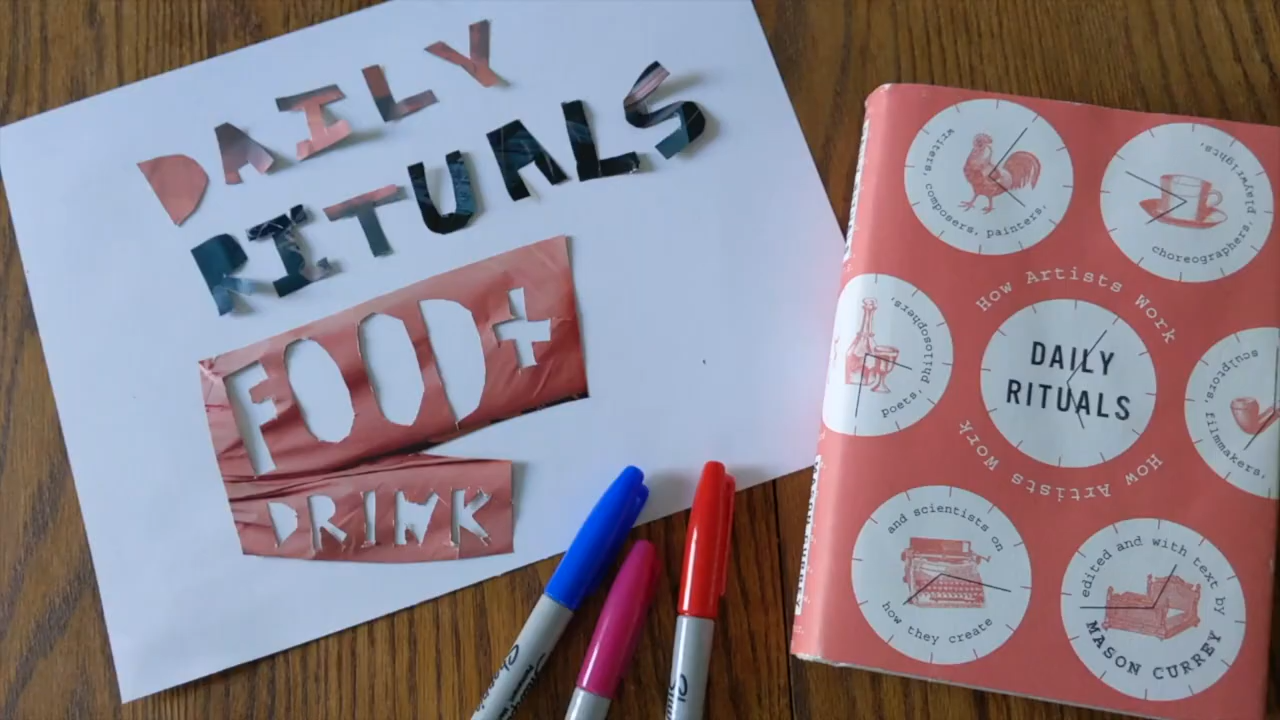 DAILY
RITUALS
FOOD +
DRINK
writers, composers, painters,
choreographers, playwrights,
How Artists Work
poets, philosophers,
DAILY
RITUALS
sculptors, filmmakers,
How Artists Work
and scientists on
how they create
edited and with text by
MASON CURREY
Sharpie